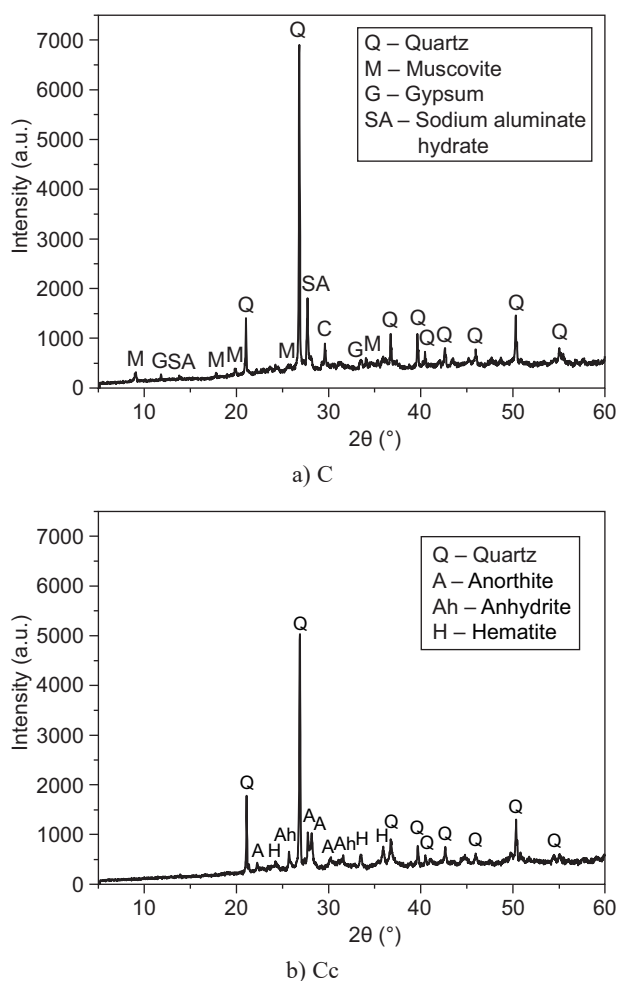 7000
6000
5000
4000
3000
2000
1000
0
Intensity (a.u.)
Q – Quartz
M – Muscovite
G – Gypsum
SA – Sodium aluminate
hydrate
Q
Q
SA
C
M
G
SA
M
M
M
G
M
Q
Q
Q
Q
Q
Q
Q
10 20 30 40 50 60
2θ (°)
a) C
7000
6000
5000
4000
3000
2000
1000
0
Intensity (a.u.)
Q – Quartz
A – Anorthite
Ah – Anhydrite
H – Hematite
Q
Q
A
H
Ah
A
A
A
Ah
H
H
Q
Q
Q
Q
Q
Q
Q
10 20 30 40 50 60
2θ (°)
b) Cc